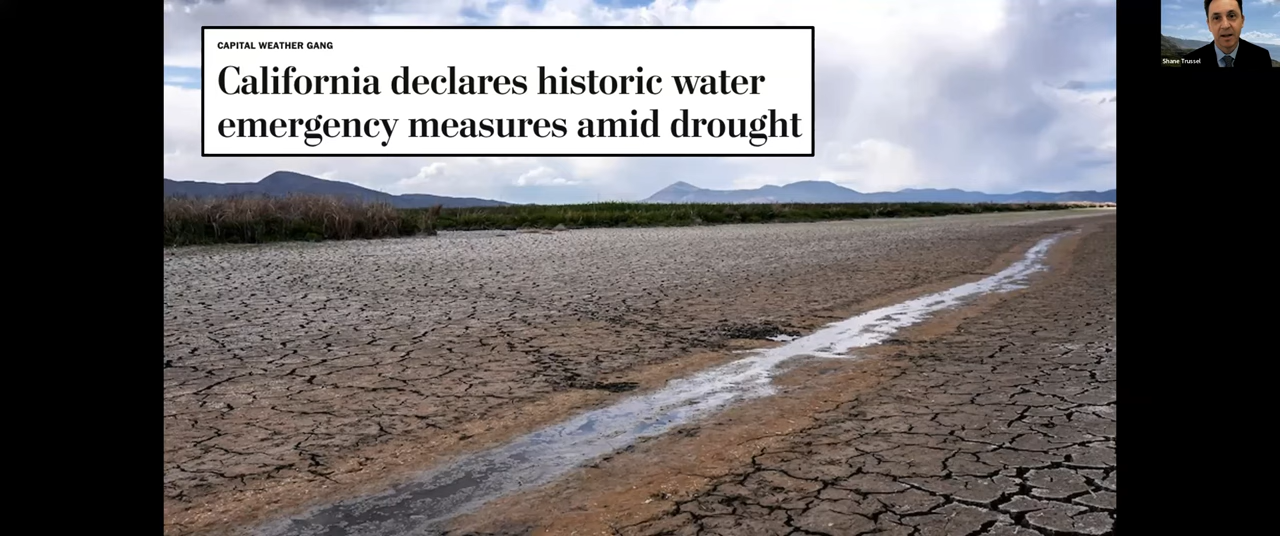 CAPITAL WEATHER GANG
California declares historic water
emergency measures amid drought
Shane Trussel